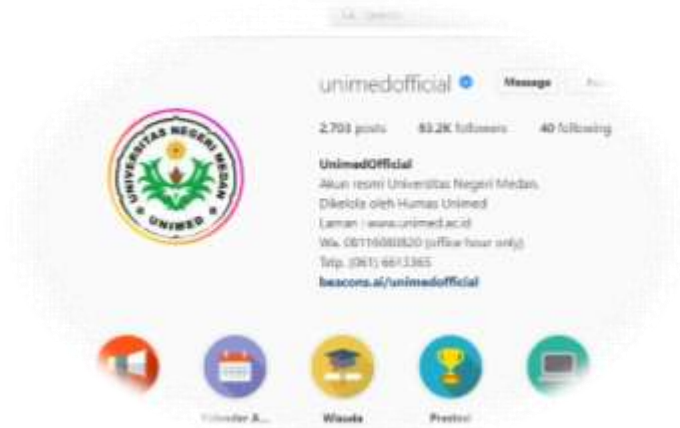 Search
unimedofficial
Message
2.703 posts 83.2K followers 40 following
UnimedOfficial
Akun resmi Universitas Negeri Medan.
Dikelola oleh Humas Unimed
Laman : www.unimed.ac.id
Wa. (office hour only)
Telp. (061) 6613365
beacons.ai/unimedofficial
UNIVERSITAS NEGERI MEDAN
UNIMED
Kalender A...
Wisuda
Prestasi